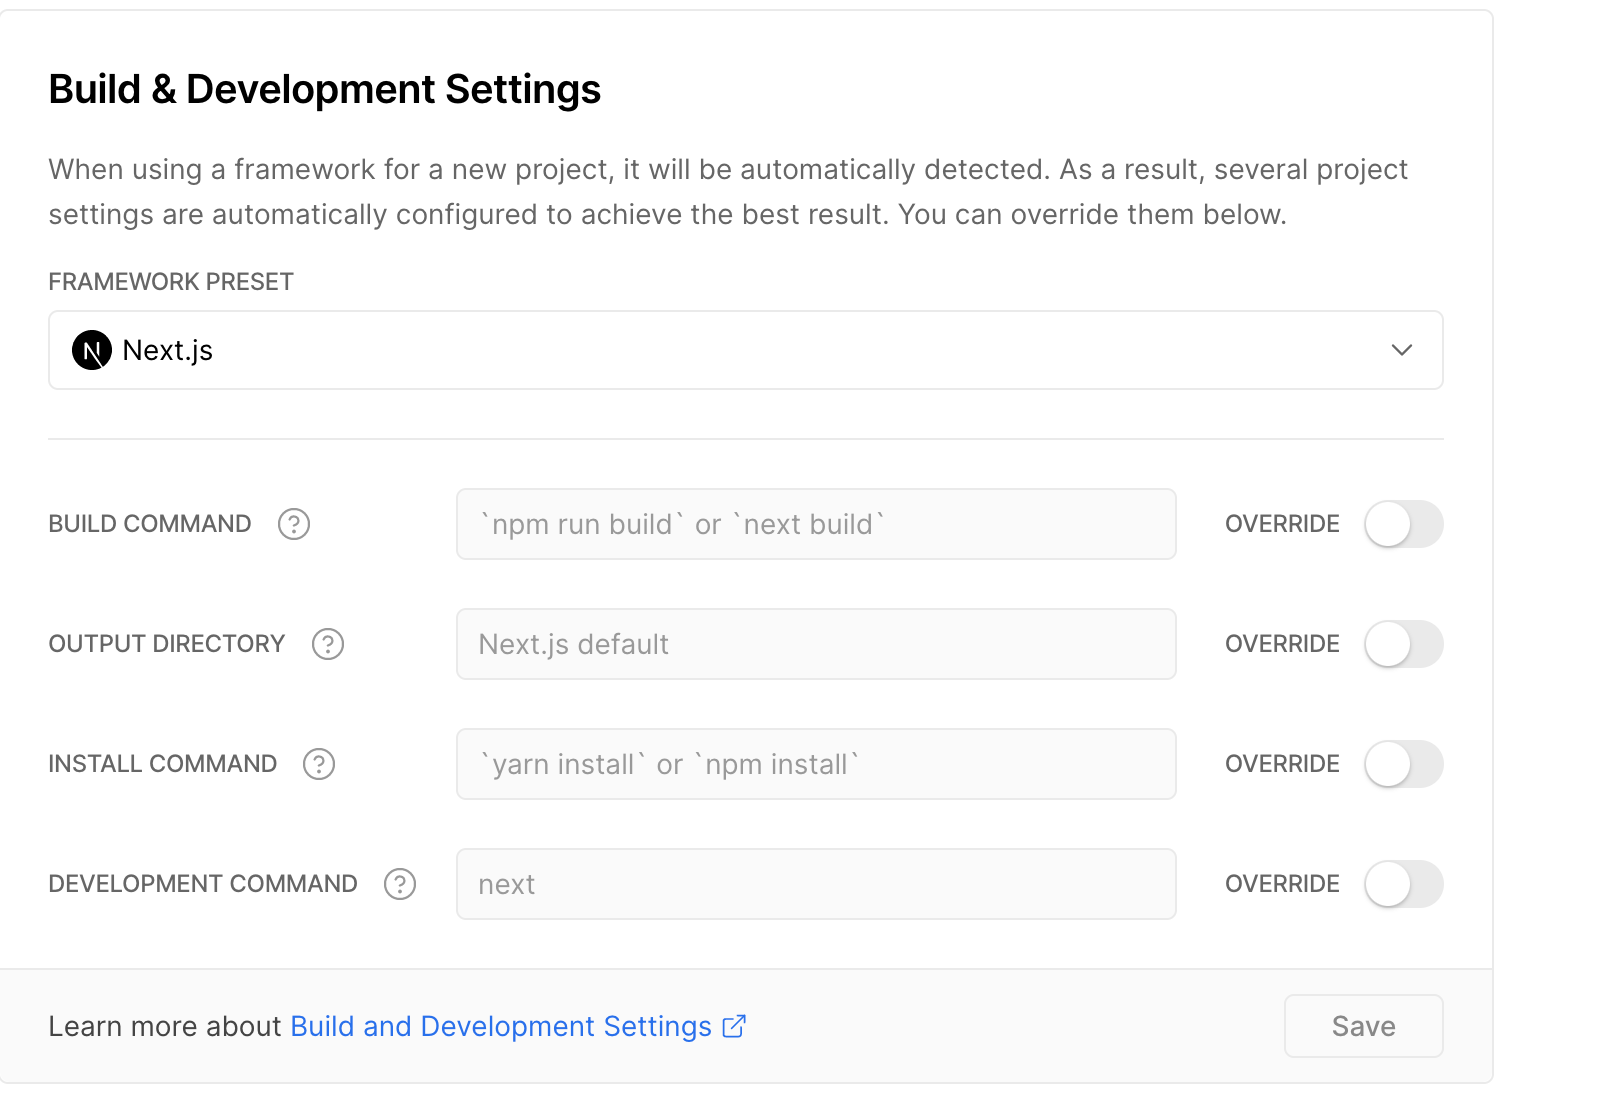 Build & Development Settings
When using a framework for a new project, it will be automatically detected. As a result, several project
settings are automatically configured to achieve the best result. You can override them below.
FRAMEWORK PRESET
N Next.js
BUILD COMMAND ? `npm run build` or `next build` OVERRIDE
OUTPUT DIRECTORY ? Next.js default OVERRIDE
INSTALL COMMAND ? `yarn install` or `npm install` OVERRIDE
DEVELOPMENT COMMAND ? next OVERRIDE
Learn more about Build and Development Settings Save